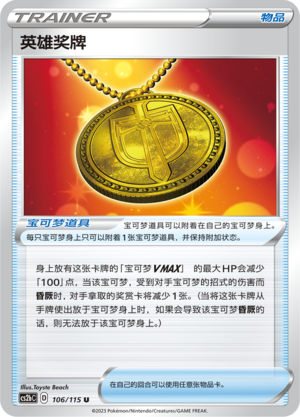 TRAINER 物品
英雄奖牌
宝可梦道具 宝可梦道具可以附着在自己的宝可梦身上。
每只宝可梦身上只可以附着1张宝可梦道具，并保持附加状态。
身上放有这张卡牌的「宝可梦VMAX」的最大HP会减少
「100」点，当该宝可梦，受到对手宝可梦的招式的伤害而
昏厥时，对手拿取的奖赏卡将减少1张。（当将这张卡牌从
手牌使出放于宝可梦身上时，如果会导致该宝可梦昏厥的
话，则无法放于该宝可梦身上。）
Illus.Toyste Beach
在自己的回合可以使用任意张物品卡。
cs2bC D 106/115 U
©2023 Pokémon/Nintendo/Creatures/GAME FREAK.